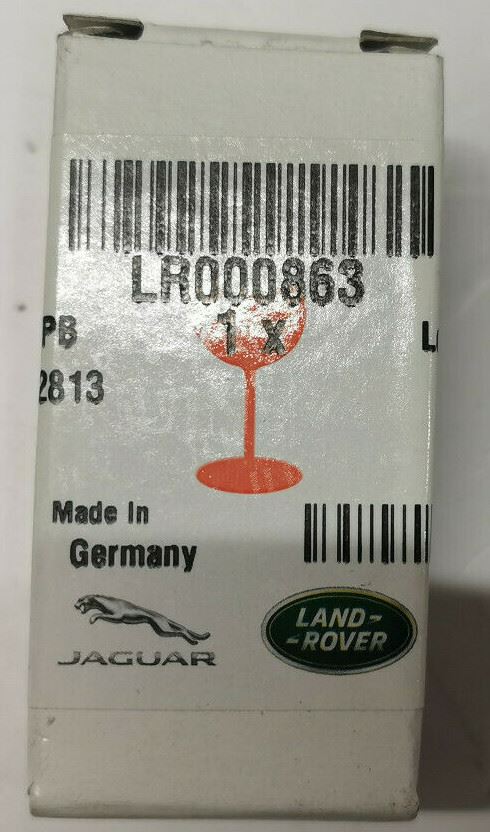 LR000863
1 x
PB
2813
Made In
Germany
JAGUAR
LAND-
-ROVER